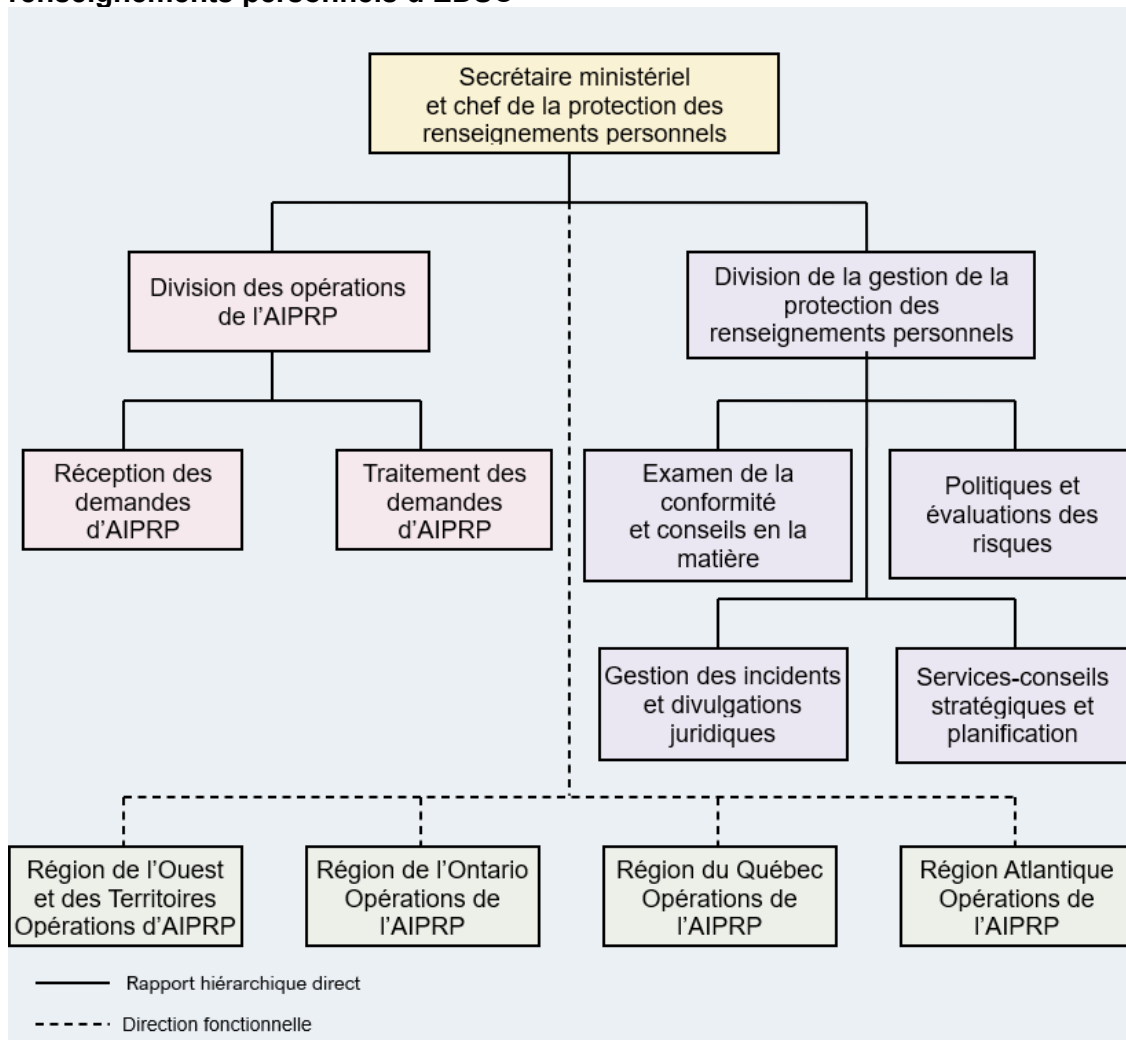 renseignements personnels d'EDSC
Secrétaire ministériel
et chef de la protection des
renseignements personnels
Division des opérations
de l'AIPRP
Division de la gestion de la
protection des
renseignements personnels
Réception des
demandes
d'AIPRP
Traitement des
demandes
d'AIPRP
Examen de la
conformité
et conseils en la
matière
Politiques et
évaluations des
risques
Gestion des incidents
et divulgations
juridiques
Services-conseils
stratégiques et
planification
Région de l'Ouest
et des Territoires
Opérations d'AIPRP
Région de l'Ontario
Opérations de
l'AIPRP
Région du Québec
Opérations de
l'AIPRP
Région Atlantique
Opérations de
l'AIPRP
Rapport hiérarchique direct
Direction fonctionnelle